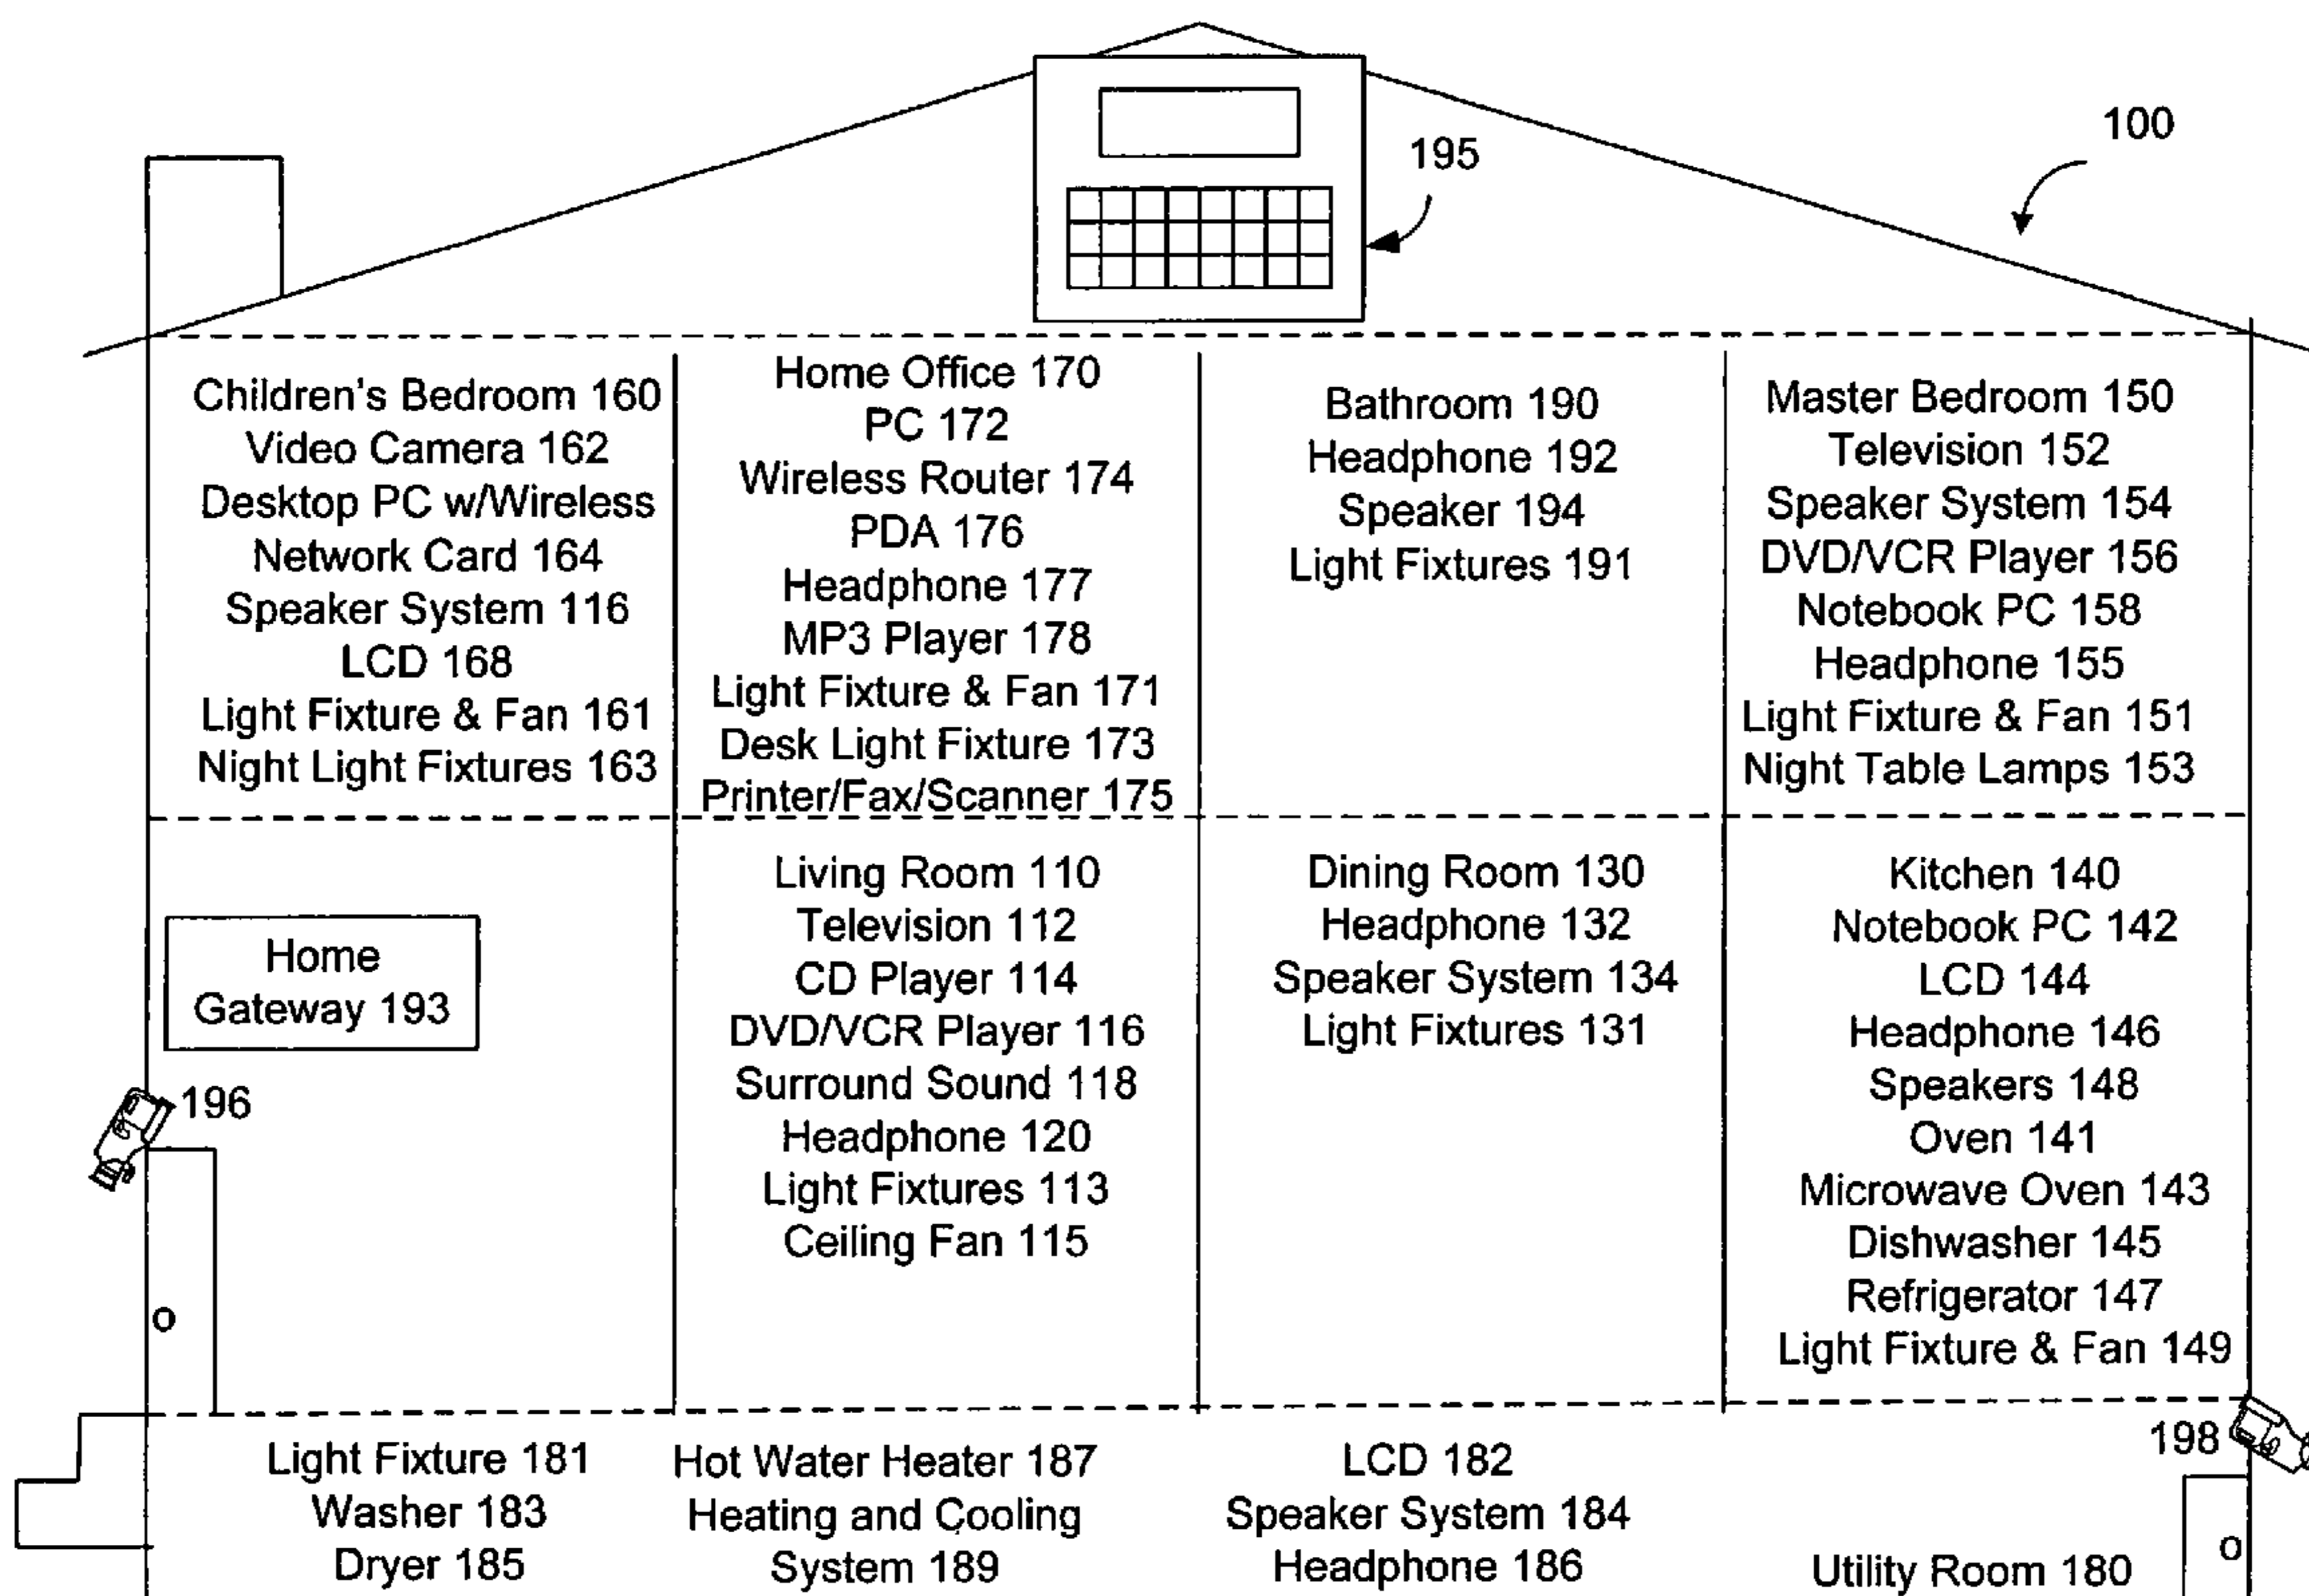 100
195
Children's Bedroom 160
Video Camera 162
Desktop PC w/Wireless
Network Card 164
Speaker System 116
LCD 168
Light Fixture & Fan 161
Night Light Fixtures 163
Home Office 170
PC 172
Wireless Router 174
PDA 176
Headphone 177
MP3 Player 178
Light Fixture & Fan 171
Desk Light Fixture 173
Printer/Fax/Scanner 175
Bathroom 190
Headphone 192
Speaker 194
Light Fixtures 191
Master Bedroom 150
Television 152
Speaker System 154
DVD/VCR Player 156
Notebook PC 158
Headphone 155
Light Fixture & Fan 151
Night Table Lamps 153
Home
Gateway 193
196
Living Room 110
Television 112
CD Player 114
DVD/VCR Player 116
Surround Sound 118
Headphone 120
Light Fixtures 113
Ceiling Fan 115
Dining Room 130
Headphone 132
Speaker System 134
Light Fixtures 131
Kitchen 140
Notebook PC 142
LCD 144
Headphone 146
Speakers 148
Oven 141
Microwave Oven 143
Dishwasher 145
Refrigerator 147
Light Fixture & Fan 149
198
Light Fixture 181
Washer 183
Dryer 185
Hot Water Heater 187
Heating and Cooling
System 189
LCD 182
Speaker System 184
Headphone 186
Utility Room 180